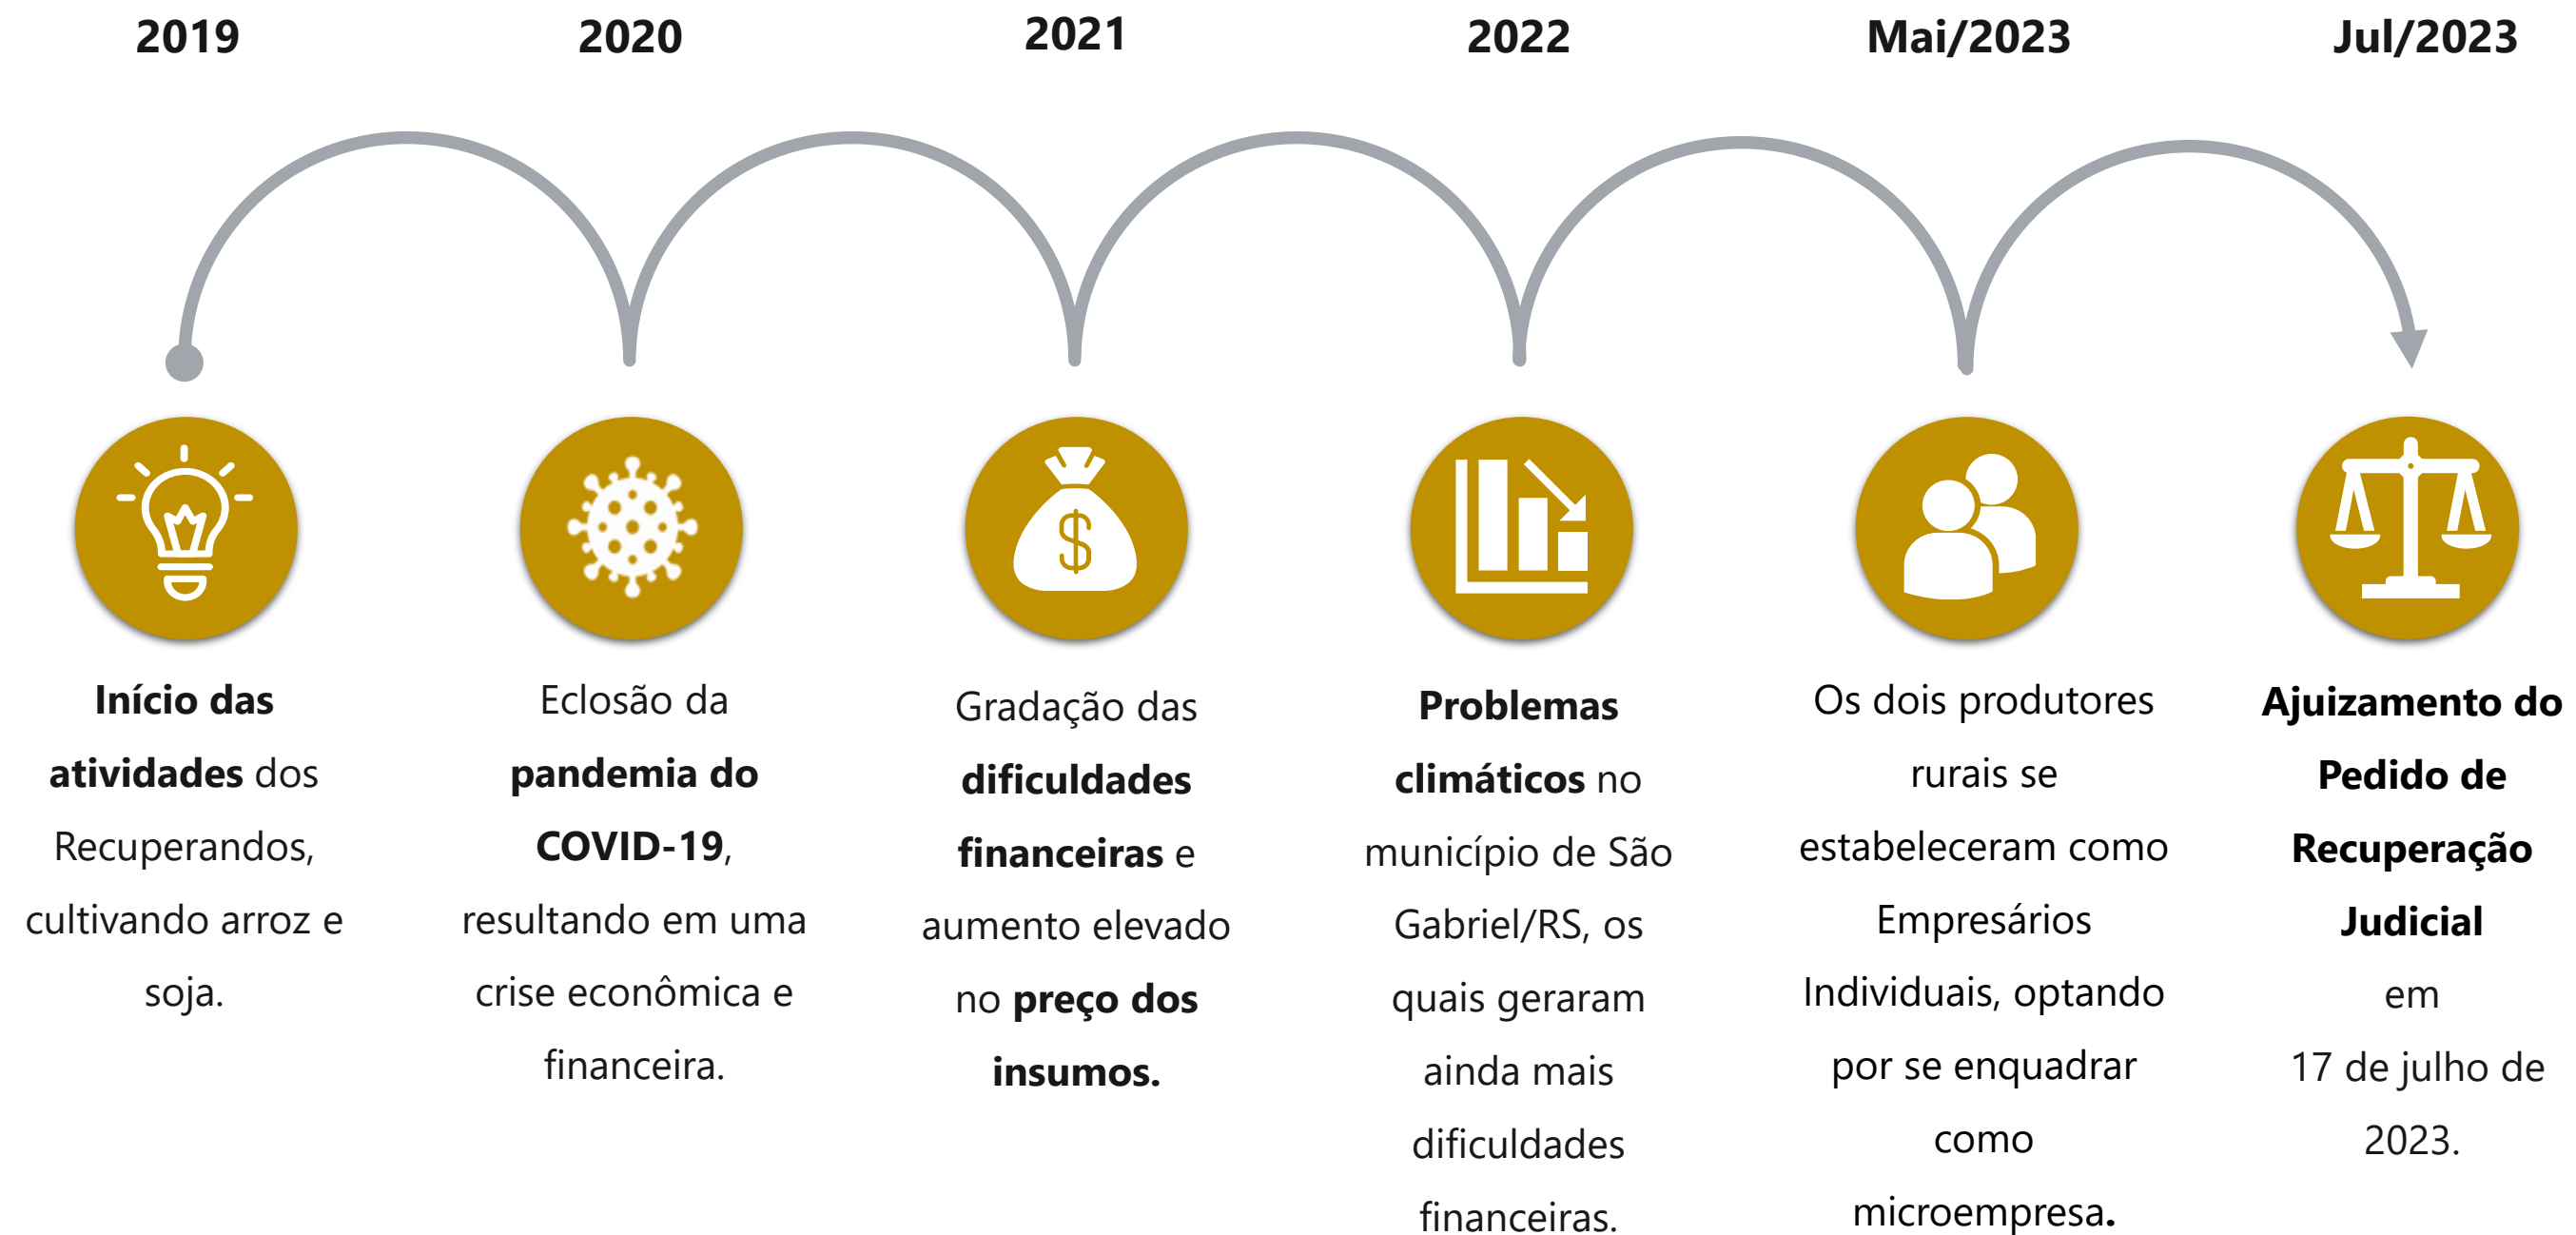 2019
Início das
atividades dos
Recuperandos,
cultivando arroz e
soja.
2020
Eclosão da
pandemia do
COVID-19,
resultando em uma
crise econômica e
financeira.
2021
Gradação das
dificuldades
financeiras e
aumento elevado
no preço dos
insumos.
2022
Problemas
climáticos no
município de São
Gabriel/RS, os
quais geraram
ainda mais
dificuldades
financeiras.
Mai/2023
Os dois produtores
rurais se
estabeleceram como
Empresários
Individuais, optando
por se enquadrar
como
microempresa.
Jul/2023
Ajuizamento do
Pedido de
Recuperação
Judicial
em
17 de julho de
2023.
$